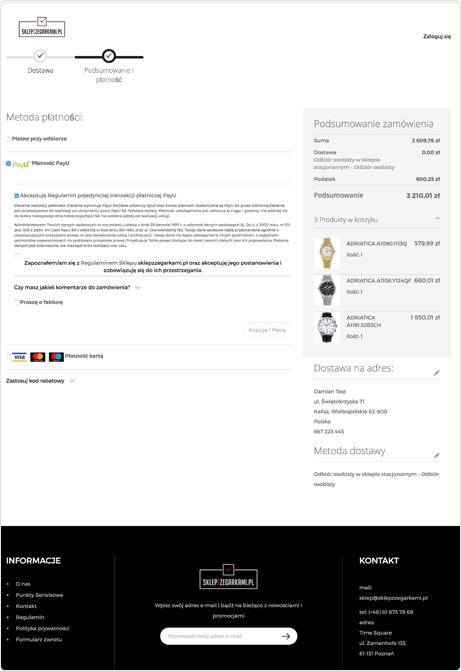 SKLEPZZEGARKAMI.PL
Zaloguj się
Dostawa
Podsumowanie i
płatność
Metoda płatności:
Płatne przy odbiorze
PayU Płatność PayU
Akceptuję Regulamin pojedynczej transakcji płatniczej PayU
Zapoznałem/am się z Regulaminem Sklepu sklepzzegarkami.pl oraz akceptuję jego postanowienia i
zobowiązuję się do ich przestrzegania.
Czy masz jakieś komentarze do zamówienia?
Proszę o fakturę
Kupuję i Płacę
VISA Płatność kartą
Zastosuj kod rabatowy
Podsumowanie zamówienia
Suma 2 609,76 zł
Dostawa 0,00 zł
Odbiór osobisty w sklepie
stacjonarnym - Odbiór osobisty
Podatek 600,25 zł
Podsumowanie 3 210,01 zł
3 Produkty w koszyku
ADRIATICA A1090.1113Q 579,99 zł
Ilość: 1
ADRIATICA A1108.Y124QF 680,01 zł
Ilość: 1
ADRIATICA 1 950,01 zł
A1191.52B3CH
Ilość: 1
Dostawa na adres:
Damian Test
ul. Świętokrzyska 71
Kalisz, Wielkopolskie 62-800
Polska
667 223 445
Metoda dostawy
Odbiór osobisty w sklepie stacjonarnym - Odbiór
osobisty
INFORMACJE
O nas
Punkty Serwisowe
Kontakt
Regulamin
Polityka prywatności
Formularz zwrotu
SKLEPZZEGARKAMI.PL
Wpisz swój adres e-mail i bądź na bieżąco z nowościami i
promocjami
Wprowadź swój adres e-mail
KONTAKT
mail:
sklep@sklepzzegarkami.pl
tel: (+48) 61 875 78 68
adres:
Time Square
ul. Zamenhofa 133,
61-131 Poznań